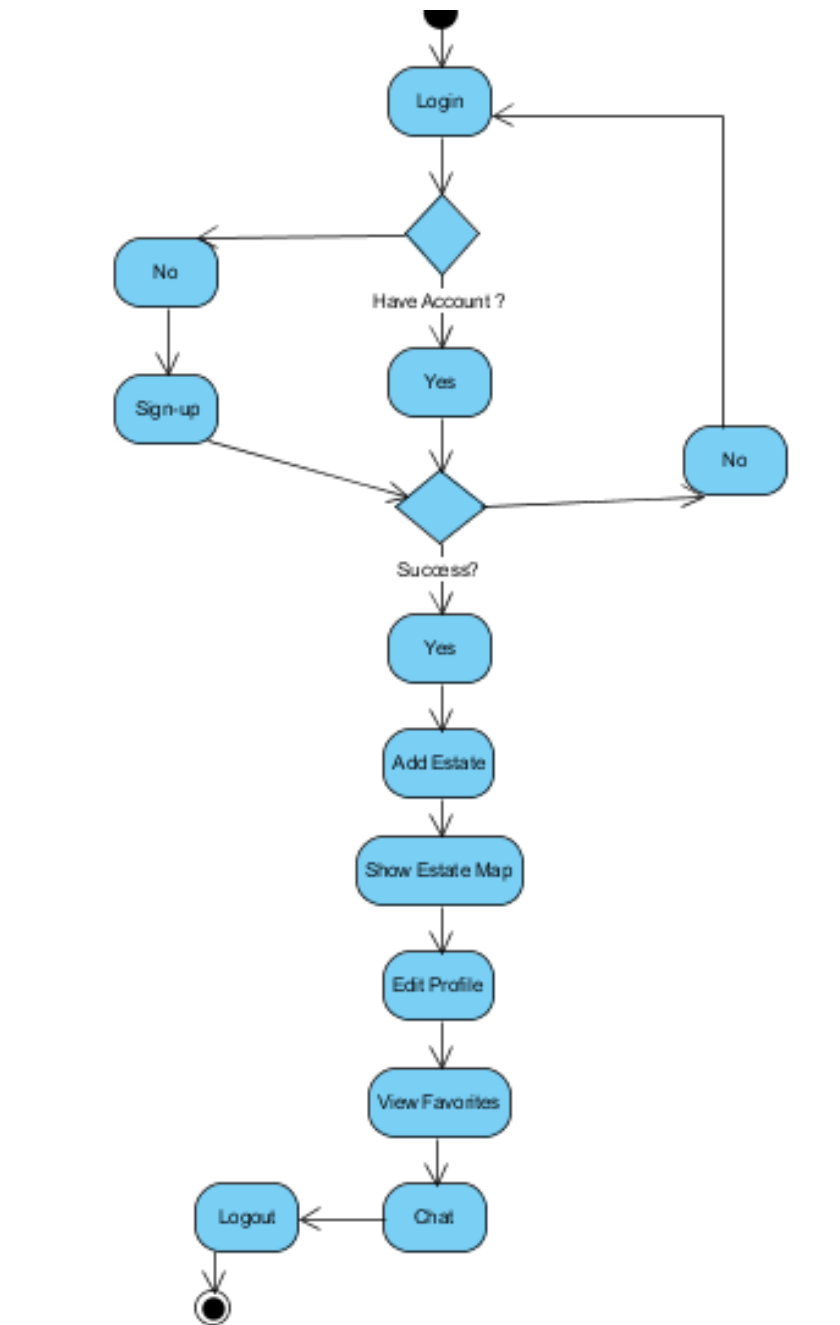 Login
No
Have Account ?
Yes
Sign-up
No
Success?
Yes
Add Estate
Show Estate Map
Edit Profile
View Favorites
Logout
Chat